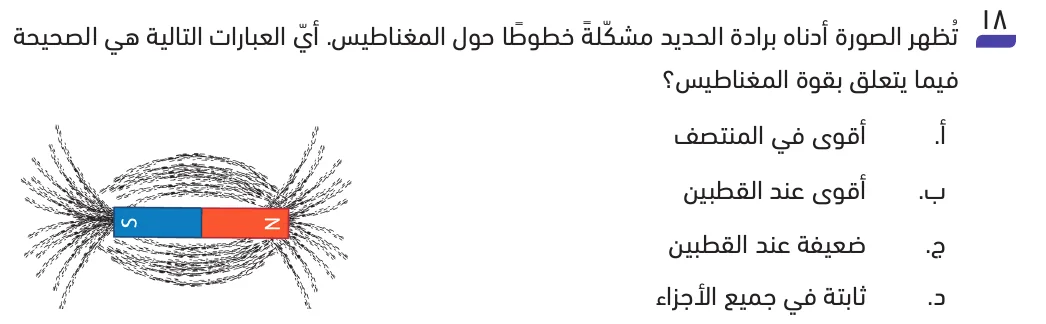 ١٨
تُظهر الصورة أدناه برادة الحديد مشكّلةً خطوطًا حول المغناطيس. أيّ العبارات التالية هي الصحيحة
فيما يتعلق بقوة المغناطيس؟
أ. أقوى في المنتصف
ب. أقوى عند القطبين
ج. ضعيفة عند القطبين
د. ثابتة في جميع الأجزاء
S N